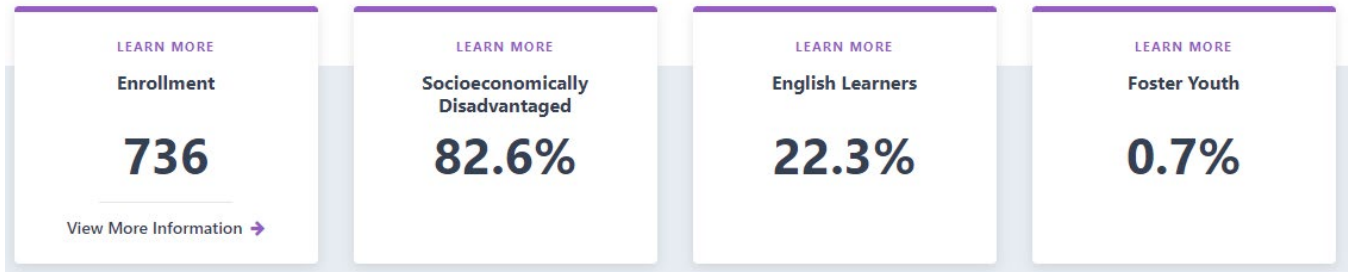 LEARN MORE
Enrollment
736
View More Information
LEARN MORE
Socioeconomically
Disadvantaged
82.6%
LEARN MORE
English Learners
22.3%
LEARN MORE
Foster Youth
0.7%